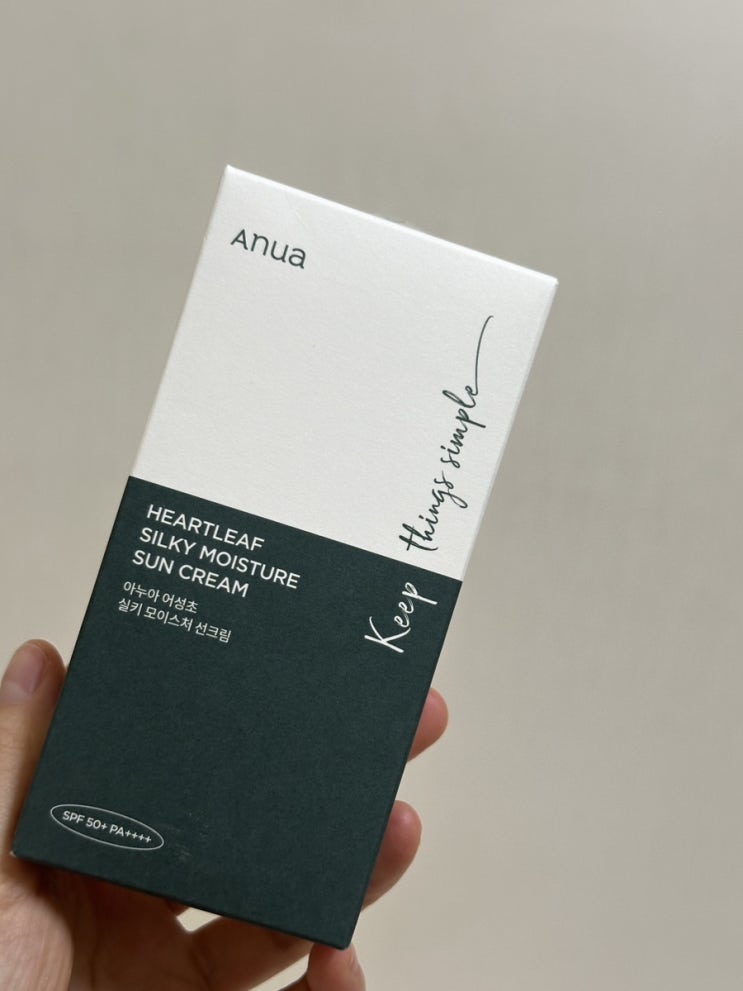 Anua
Keep things simple
HEARTLEAF
SILKY MOISTURE
SUN CREAM
아누아 어성초
실키 모이스처 선크림
SPF 50+ PA++++